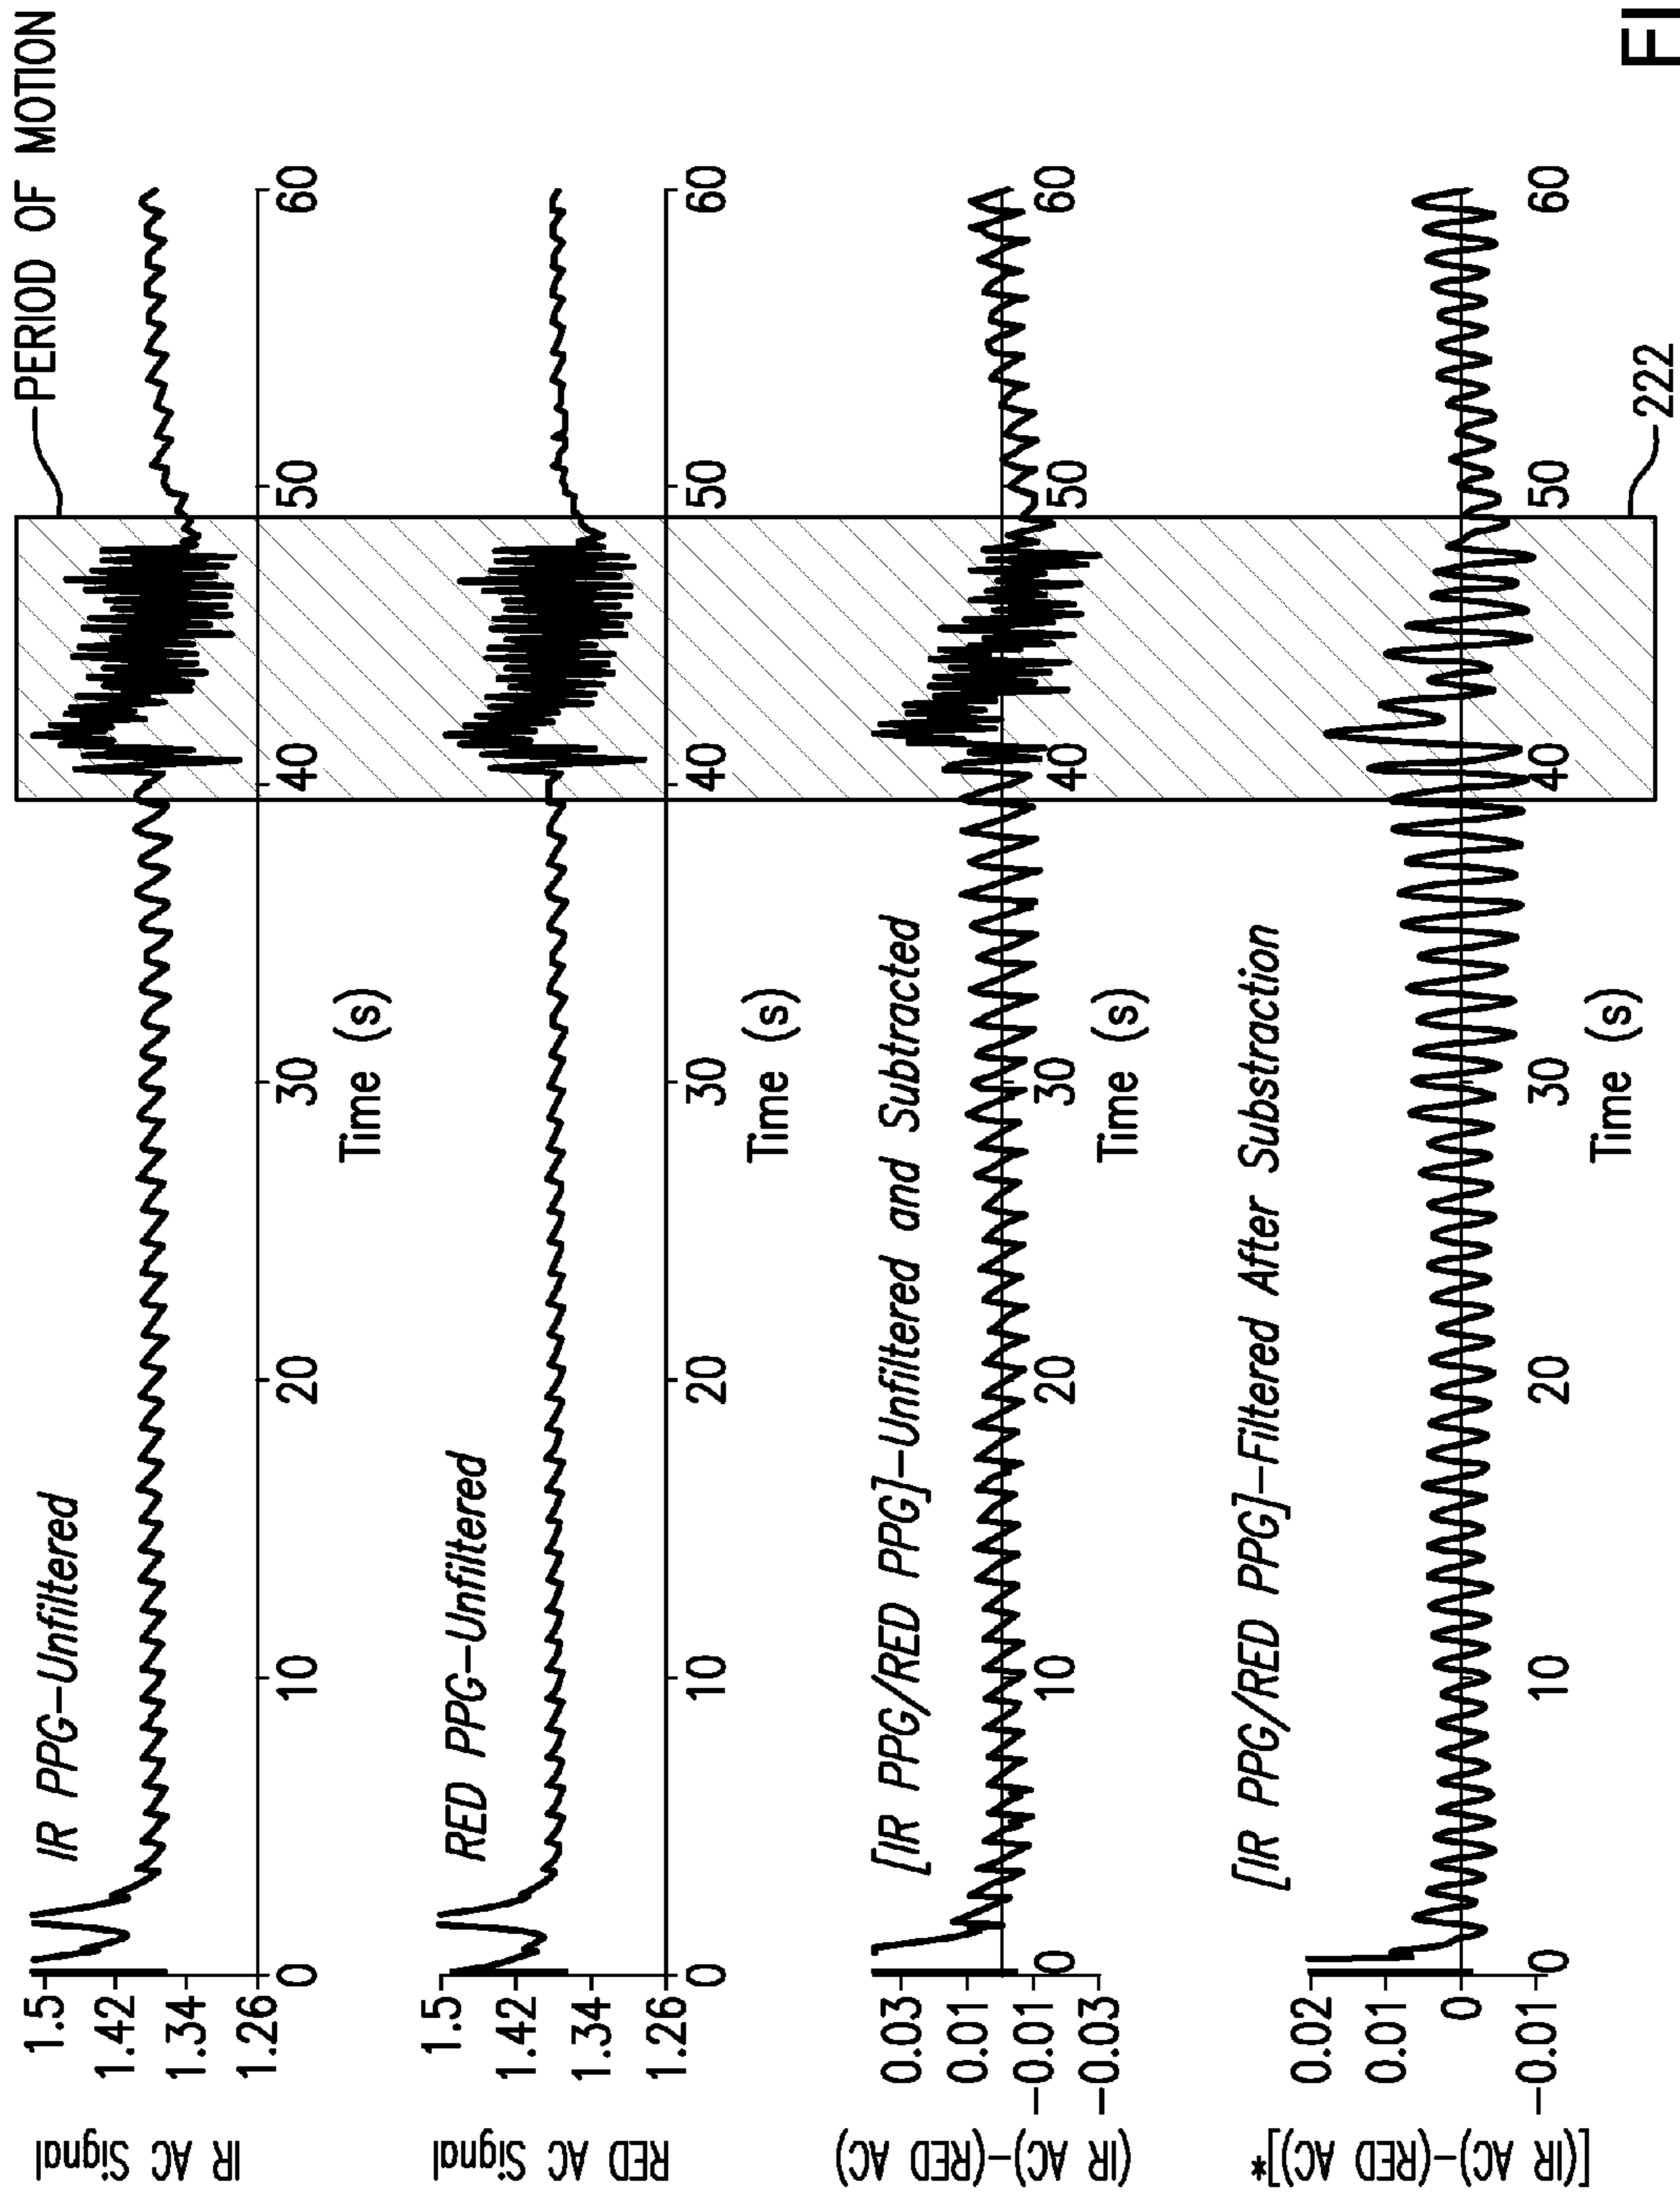 PERIOD OF MOTION
IR PPG-Unfiltered
IR AC Signal
1.5
1.42
1.34
1.26
0 10 20 30 40 50 60
Time (s)
RED PPG-Unfiltered
RED AC Signal
1.5
1.42
1.34
1.26
0 10 20 30 40 50 60
Time (s)
[IR PPG/RED PPG]-Unfiltered and Subtracted
(IR AC)-(RED AC)
0.03
0.01
-0.01
-0.03
0 10 20 30 40 50 60
Time (s)
[IR PPG/RED PPG]-Filtered After Substraction
[(IR AC)-(RED AC)]*
0.02
0.01
0
-0.01
0 10 20 30 40 50 60
Time (s)
222